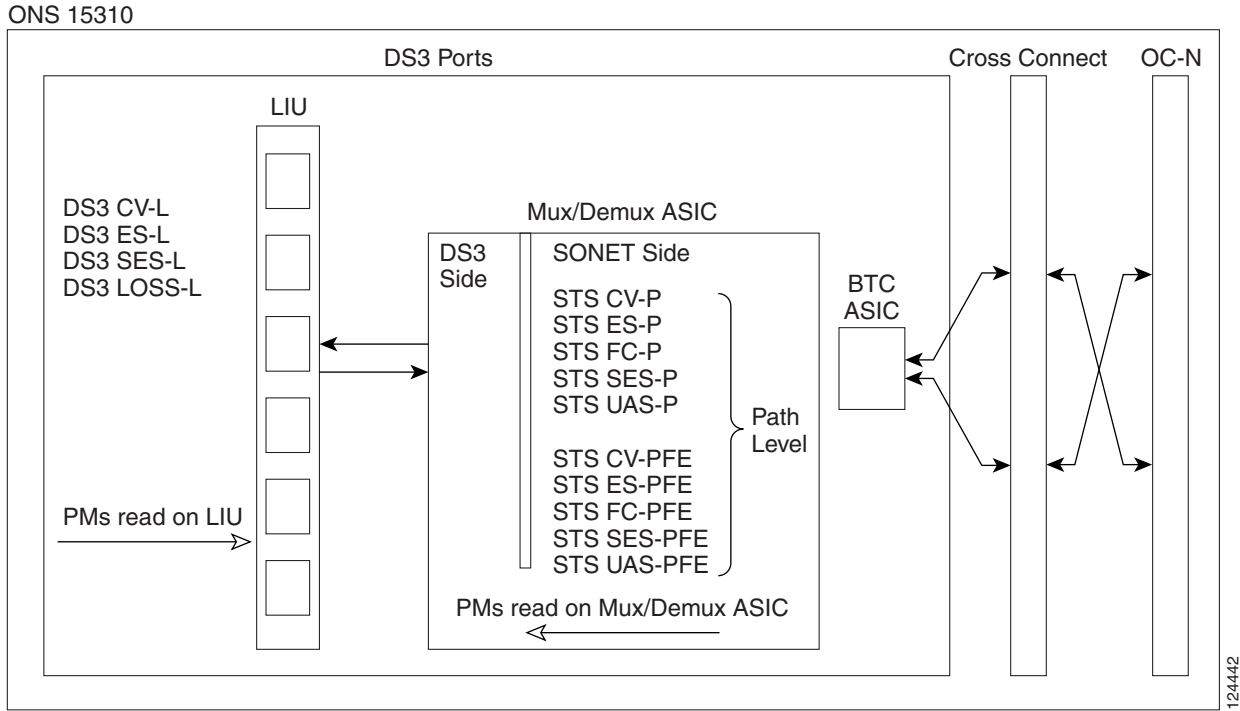 ONS 15310
DS3 Ports
Cross Connect
OC-N
LIU
DS3 CV-L
DS3 ES-L
DS3 SES-L
DS3 LOSS-L
PMs read on LIU
Mux/Demux ASIC
DS3
Side
SONET Side
STS CV-P
STS ES-P
STS FC-P
STS SES-P
STS UAS-P
STS CV-PFE
STS ES-PFE
STS FC-PFE
STS SES-PFE
STS UAS-PFE
Path
Level
PMs read on Mux/Demux ASIC
BTC
ASIC
124442